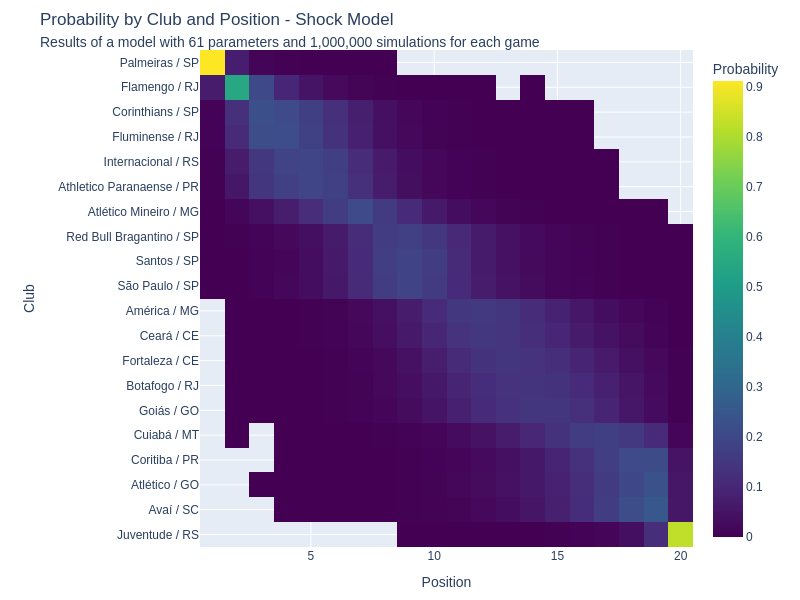 Probability by Club and Position - Shock Model
Results of a model with 61 parameters and 1,000,000 simulations for each game
Probability
Palmeiras / SP
Flamengo / RJ
Corinthians / SP
Fluminense / RJ
Internacional / RS
Athletico Paranaense / PR
Atlético Mineiro / MG
Red Bull Bragantino / SP
Santos / SP
São Paulo / SP
América / MG
Ceará / CE
Fortaleza / CE
Botafogo / RJ
Goiás / GO
Cuiabá / MT
Coritiba / PR
Atlético / GO
Avaí / SC
Juventude / RS
Club
5
10
15
20
Position
0.9
0.8
0.7
0.6
0.5
0.4
0.3
0.2
0.1
0